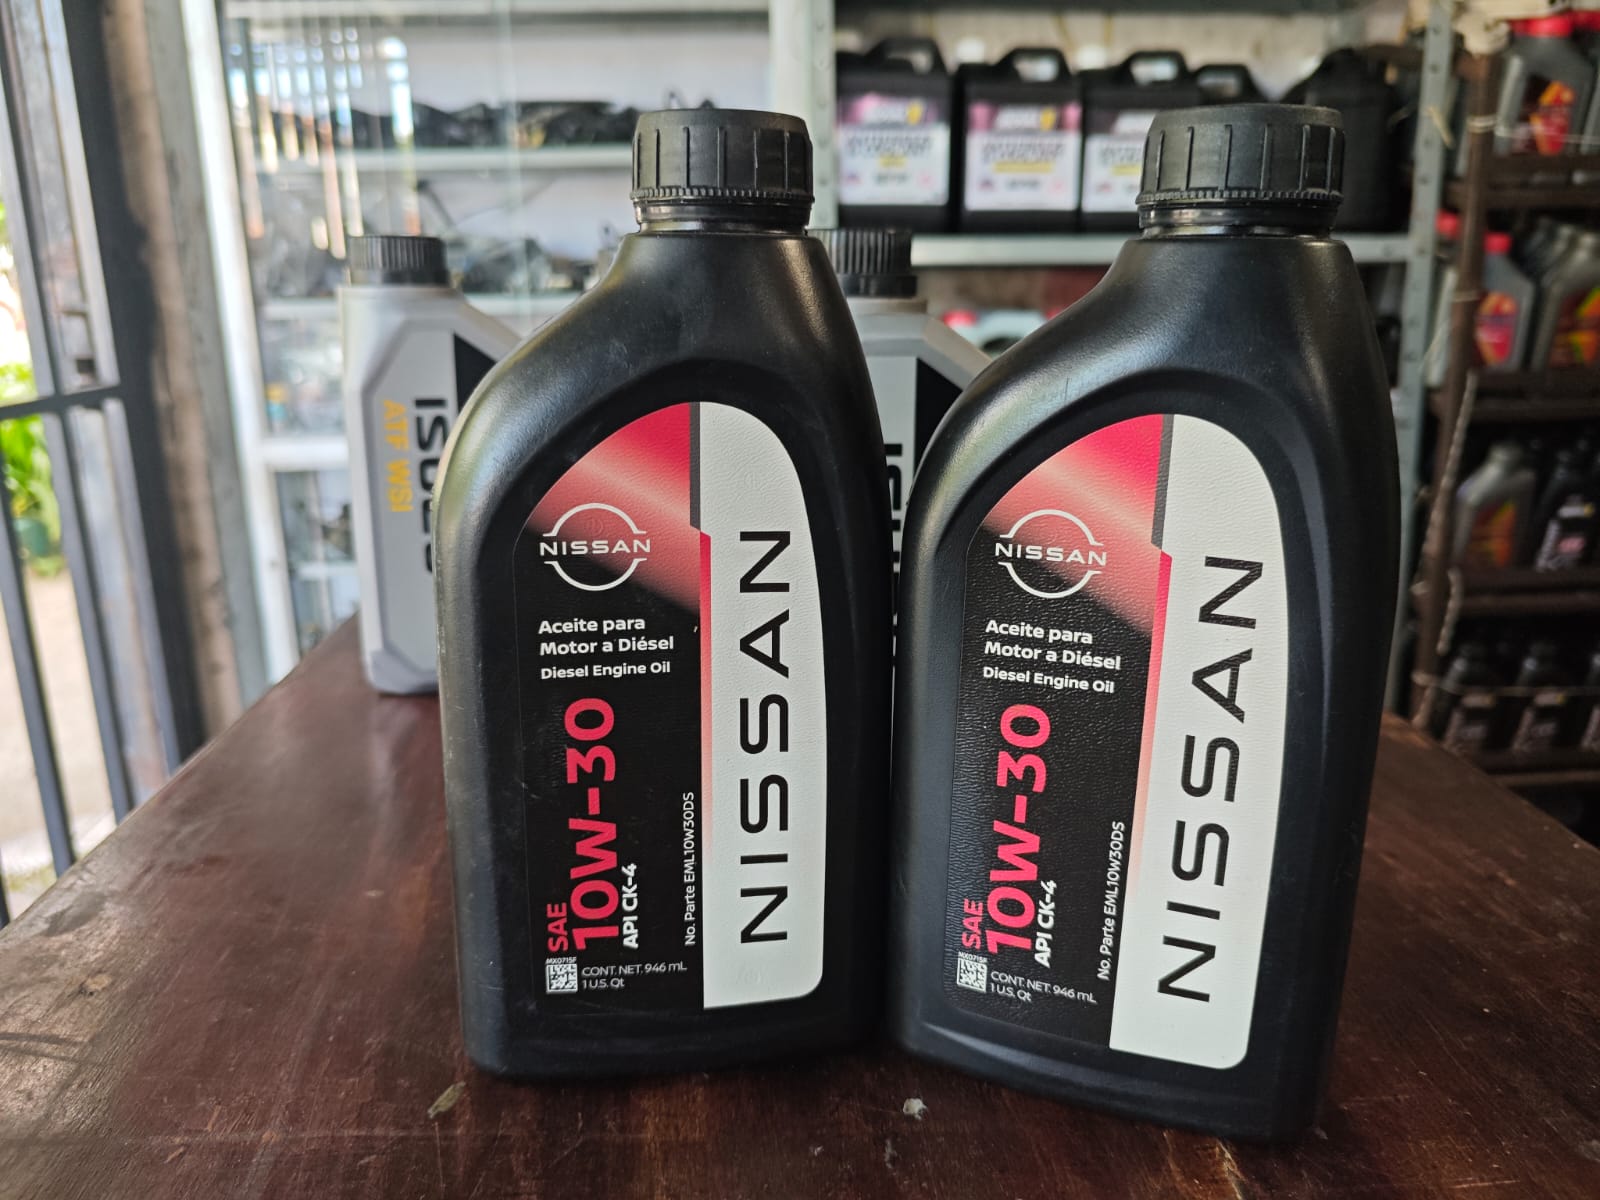 ISUZU
ATF WSI
NISSAN
Aceite para
Motor a Diésel
Diesel Engine Oil
SAE
10W-30
API CK-4
No. Parte EML10W30DS
MX0715F
CONT. NET. 946 mL
1 U.S. Qt
NISSAN
NISSAN
Aceite para
Motor a Diésel
Diesel Engine Oil
SAE
10W-30
API CK-4
No. Parte EML10W30DS
MX0715F
CONT. NET. 946 mL
1 U.S. Qt
NISSAN